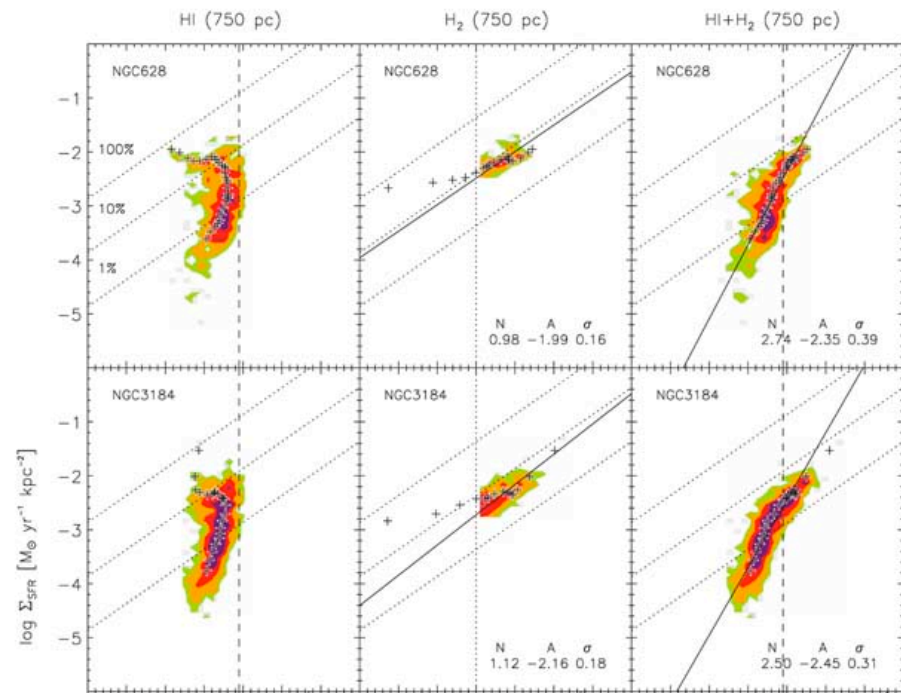 HI (750 pc) H₂ (750 pc) HI+H₂ (750 pc)
NGC628 NGC628 NGC628
−1
100%
−2
10%
−3
1%
−4
−5
N A σ
0.98 −1.99 0.16
N A σ
2.74 −2.35 0.39
NGC3184 NGC3184 NGC3184
−1
−2
−3
−4
−5
log Σ_SFR [M_⊙ yr⁻¹ kpc⁻²]
N A σ
1.12 −2.16 0.18
N A σ
2.50 −2.45 0.31